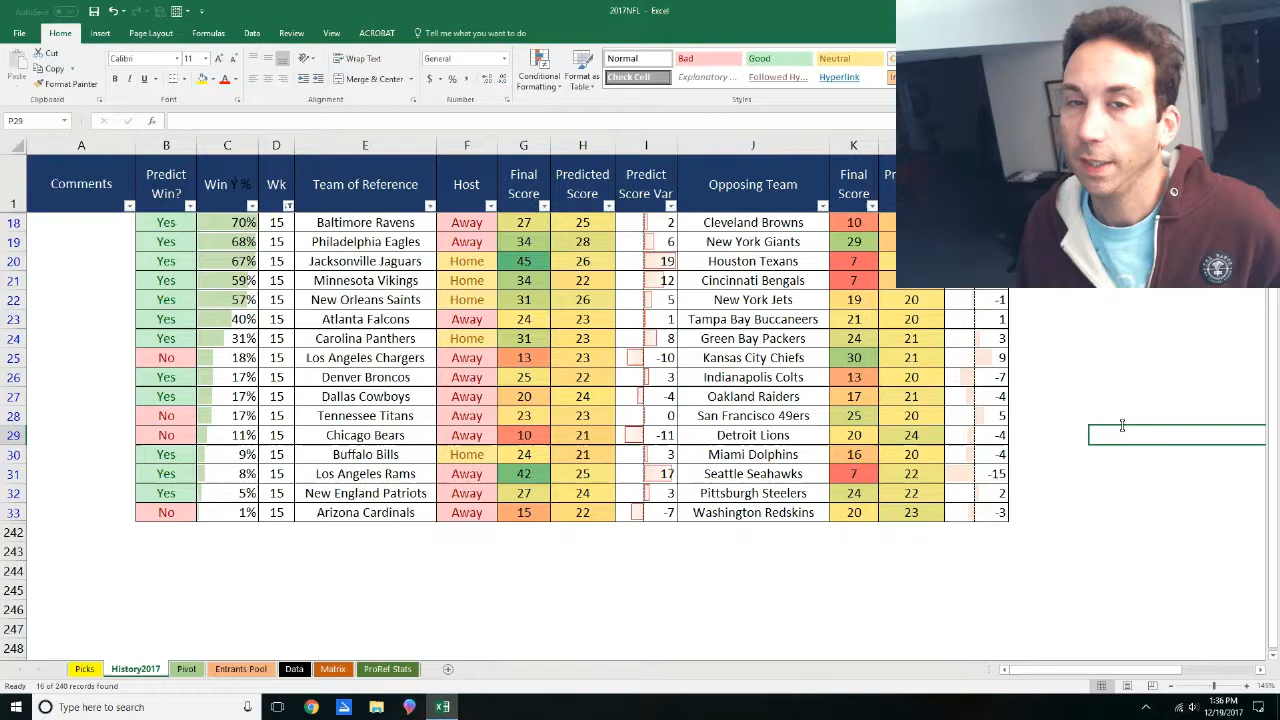 AutoSave Off
2017NFL - Excel
File Home Insert Page Layout Formulas Data Review View ACROBAT Tell me what you want to do
Cut
Copy
Format Painter
Clipboard
Calibri 11
B I U
Font
Wrap Text
Merge & Center
Alignment
General
$ % ,
Number
Conditional Formatting
Format as Table
Normal Bad Good Neutral
Check Cell Explanatory ... Followed Hy... Hyperlink
Styles
P29
fx
A B C D E F G H I J K
1 Comments Predict Win? Win % Wk Team of Reference Host Final Score Predicted Score Predict Score Var Opposing Team Final Score
18 Yes 70% 15 Baltimore Ravens Away 27 25 2 Cleveland Browns 10
19 Yes 68% 15 Philadelphia Eagles Away 34 28 6 New York Giants 29
20 Yes 67% 15 Jacksonville Jaguars Home 45 26 19 Houston Texans 7
21 Yes 59% 15 Minnesota Vikings Home 34 22 12 Cincinnati Bengals 7
22 Yes 57% 15 New Orleans Saints Home 31 26 5 New York Jets 19 20 -1
23 Yes 40% 15 Atlanta Falcons Away 24 23 1 Tampa Bay Buccaneers 21 20 1
24 Yes 31% 15 Carolina Panthers Home 31 23 8 Green Bay Packers 24 21 3
25 No 18% 15 Los Angeles Chargers Away 13 23 -10 Kansas City Chiefs 30 21 9
26 Yes 17% 15 Denver Broncos Away 25 22 3 Indianapolis Colts 13 20 -7
27 Yes 17% 15 Dallas Cowboys Away 20 24 -4 Oakland Raiders 17 21 -4
28 No 17% 15 Tennessee Titans Away 23 23 0 San Francisco 49ers 25 20 5
29 No 11% 15 Chicago Bears Away 10 21 -11 Detroit Lions 20 24 -4
30 Yes 9% 15 Buffalo Bills Home 24 21 3 Miami Dolphins 16 20 -4
31 Yes 8% 15 Los Angeles Rams Away 42 25 17 Seattle Seahawks 7 22 -15
32 Yes 5% 15 New England Patriots Away 27 24 3 Pittsburgh Steelers 24 22 2
33 No 1% 15 Arizona Cardinals Away 15 22 -7 Washington Redskins 20 23 -3
242
243
244
245
246
247
248
Picks History2017 Pivot Entrants Pool Data Matrix ProRef Stats
Ready 16 of 240 records found
145%
Type here to search
1:36 PM
12/19/2017